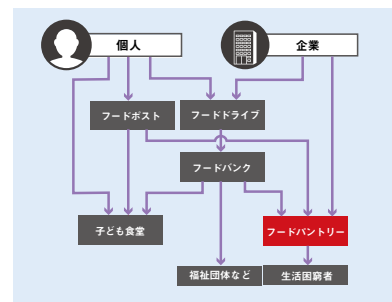 個人
企業
フードポスト
フードドライブ
フードバンク
子ども食堂
フードパントリー
福祉団体など
生活困窮者